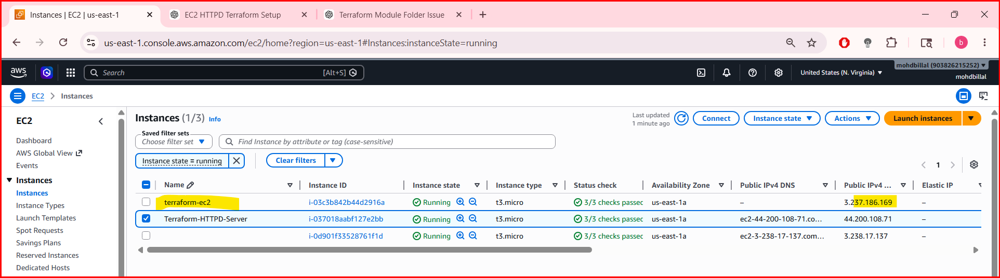 Instances | EC2 | us-east-1
EC2 HTTPD Terraform Setup
Terraform Module Folder Issue
us-east-1.console.aws.amazon.com/ec2/home?region=us-east-1#Instances:instanceState=running
b
aws
Search
[Alt+S]
United States (N. Virginia)
mohdbillal (903826215252)
mohdbillal
EC2
Instances
EC2
Dashboard
AWS Global View
Events
Instances
Instances
Instance Types
Launch Templates
Spot Requests
Savings Plans
Reserved Instances
Dedicated Hosts
Instances (1/3) Info
Last updated
1 minute ago
Connect
Instance state
Actions
Launch instances
Saved filter sets
Choose filter set
Find Instance by attribute or tag (case-sensitive)
Instance state = running
Clear filters
1
Name Instance ID Instance state Instance type Status check Availability Zone Public IPv4 DNS Public IPv4 ... Elastic IP
terraform-ec2 i-03c3b842b44d2916a Running t3.micro 3/3 checks passed us-east-1a – 3.237.186.169 –
Terraform-HTTPD-Server i-037018aabf127e2bb Running t3.micro 3/3 checks passed us-east-1a ec2-44-200-108-71.co... 44.200.108.71 –
i-0d901f33528761f1d Running t3.micro 3/3 checks passed us-east-1a ec2-3-238-17-137.com... 3.238.17.137 –